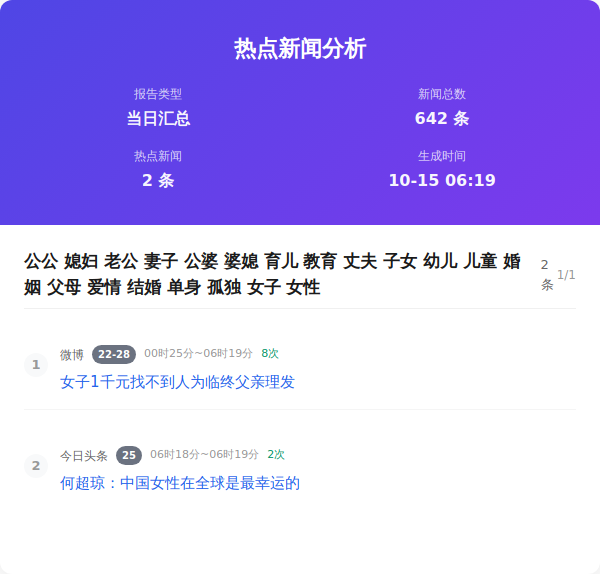 热点新闻分析
报告类型
新闻总数
当日汇总
642 条
热点新闻
生成时间
2 条
10-15 06:19
公公 媳妇 老公 妻子 公婆 婆媳 育儿 教育 丈夫 子女 幼儿 儿童 婚
姻 父母 爱情 结婚 单身 孤独 女子 女性
2
条
1/1
1
微博 22-28 00时25分~06时19分 8次
女子1千元找不到人为临终父亲理发
2
今日头条 25 06时18分~06时19分 2次
何超琼：中国女性在全球是最幸运的